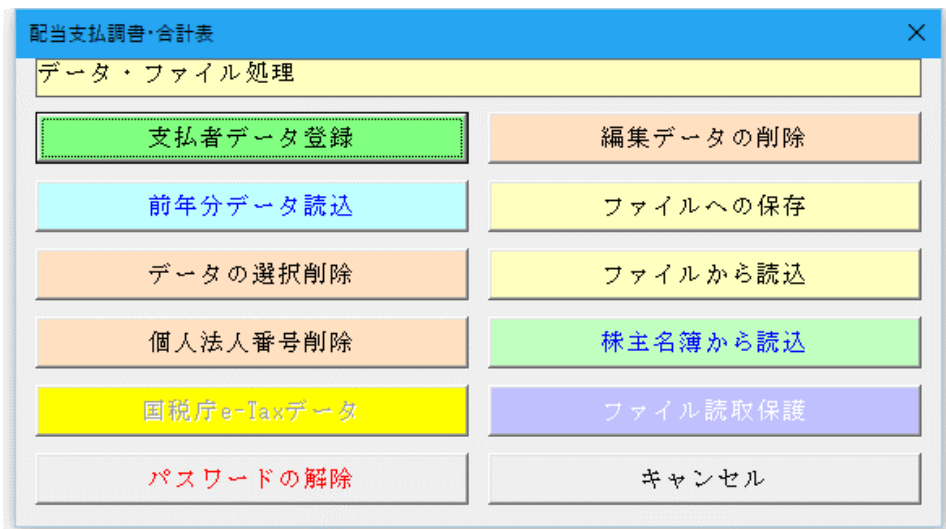 配当支払調書・合計表
データ・ファイル処理
支払者データ登録
編集データの削除
前年分データ読込
ファイルへの保存
データの選択削除
ファイルから読込
個人法人番号削除
株主名簿から読込
国税庁e-Taxデータ
ファイル読取保護
パスワードの解除
キャンセル